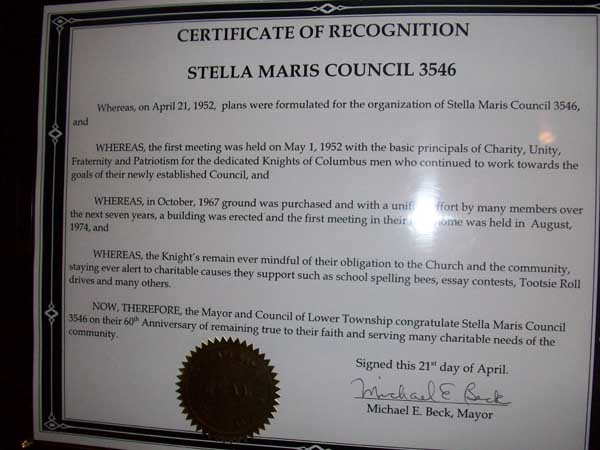 CERTIFICATE OF RECOGNITION
STELLA MARIS COUNCIL 3546
Whereas, on April 21, 1952, plans were formulated for the organization of Stella Maris Council 3546,
and
WHEREAS, the first meeting was held on May 1, 1952 with the basic principals of Charity, Unity,
Fraternity and Patriotism for the dedicated Knights of Columbus men who continued to work towards the
goals of their newly established Council, and
WHEREAS, in October, 1967 ground was purchased and with a unified effort by many members over
the next seven years, a building was erected and the first meeting in their home was held in August,
1974, and
WHEREAS, the Knight's remain ever mindful of their obligation to the Church and the community,
staying ever alert to charitable causes they support such as school spelling bees, essay contests, Tootsie Roll
drives and many others.
NOW, THEREFORE, the Mayor and Council of Lower Township congratulate Stella Maris Council
3546 on their 60th Anniversary of remaining true to their faith and serving many charitable needs of the
community.
Signed this 21st day of April.
Michael E Beck
Michael E. Beck, Mayor